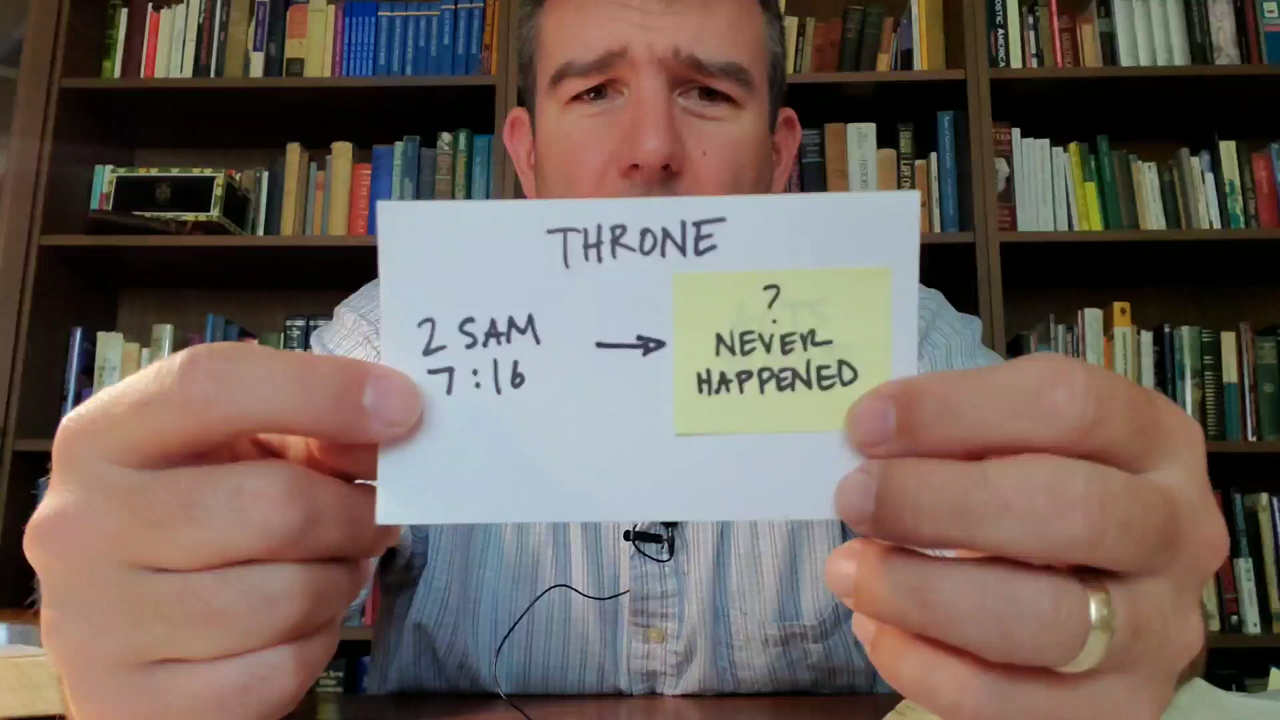 THRONE
2 SAM
7:16
→
?
NEVER
HAPPENED